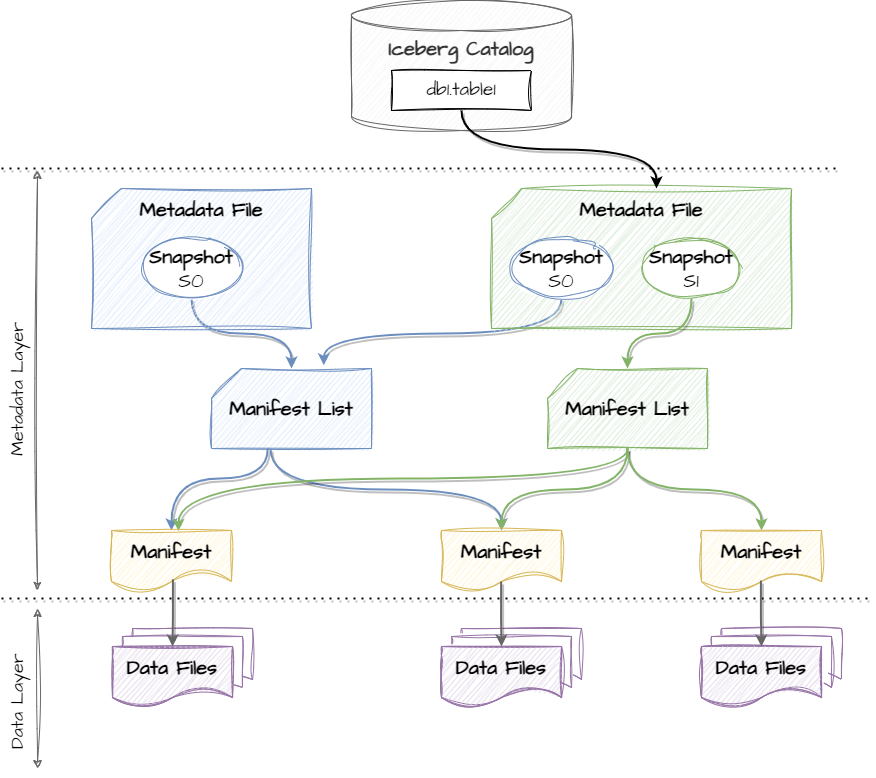 Iceberg Catalog
db1.table1
Metadata File
Snapshot
S0
Metadata File
Snapshot
S0
Snapshot
S1
Metadata Layer
Manifest List
Manifest List
Manifest
Manifest
Manifest
Data Layer
Data Files
Data Files
Data Files